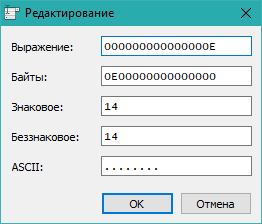 Редактирование
Выражение: 000000000000000E
Байты: 0E00000000000000
Знаковое: 14
Беззнаковое: 14
ASCII: ........
OK Отмена